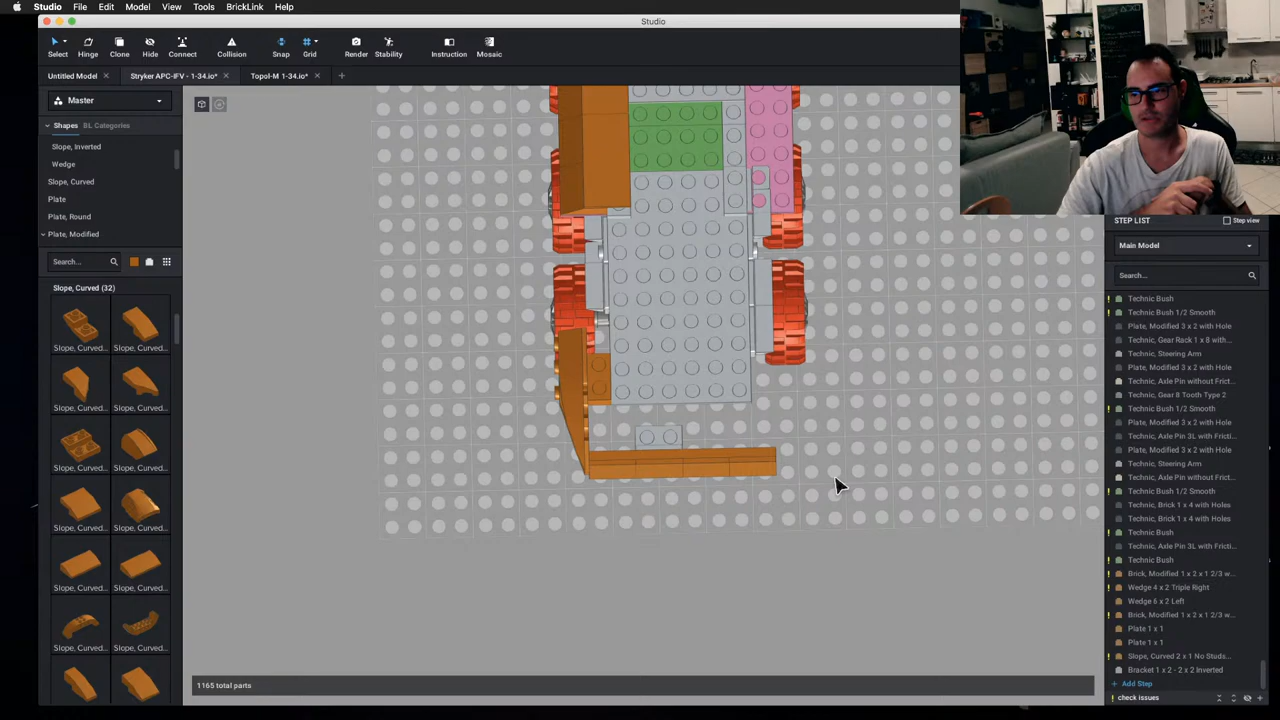 Studio File Edit Model View Tools BrickLink Help
Studio
Select Hinge Clone Hide Connect Collision Snap Grid Render Stability Instruction Mosaic
Untitled Model × Stryker APC-IFV - 1-34.io* × Topol-M 1-34.io* × +
Master
Shapes BL Categories
Slope, Inverted
Wedge
Slope, Curved
Plate
Plate, Round
Plate, Modified
Search...
Slope, Curved (32)
Slope, Curved... Slope, Curved...
Slope, Curved... Slope, Curved...
Slope, Curved... Slope, Curved...
Slope, Curved... Slope, Curved...
Slope, Curved... Slope, Curved...
Slope, Curved... Slope, Curved...
1165 total parts
STEP LIST Step view
Main Model
Search...
Technic Bush
Technic Bush 1/2 Smooth
Plate, Modified 3 x 2 with Hole
Technic, Gear Rack 1 x 8 with...
Technic, Steering Arm
Plate, Modified 3 x 2 with Hole
Technic, Axle Pin without Frict...
Technic, Gear 8 Tooth Type 2
Technic Bush 1/2 Smooth
Plate, Modified 3 x 2 with Hole
Technic, Axle Pin 3L with Fricti...
Plate, Modified 3 x 2 with Hole
Technic, Steering Arm
Technic, Axle Pin without Frict...
Technic Bush 1/2 Smooth
Technic, Brick 1 x 4 with Holes
Technic, Brick 1 x 4 with Holes
Technic Bush
Technic, Axle Pin 3L with Fricti...
Technic Bush
Brick, Modified 1 x 2 x 1 2/3 w...
Wedge 4 x 2 Triple Right
Wedge 6 x 2 Left
Brick, Modified 1 x 2 x 1 2/3 w...
Plate 1 x 1
Plate 1 x 1
Slope, Curved 2 x 1 No Studs...
Bracket 1 x 2 - 2 x 2 Inverted
+ Add Step
! check issues